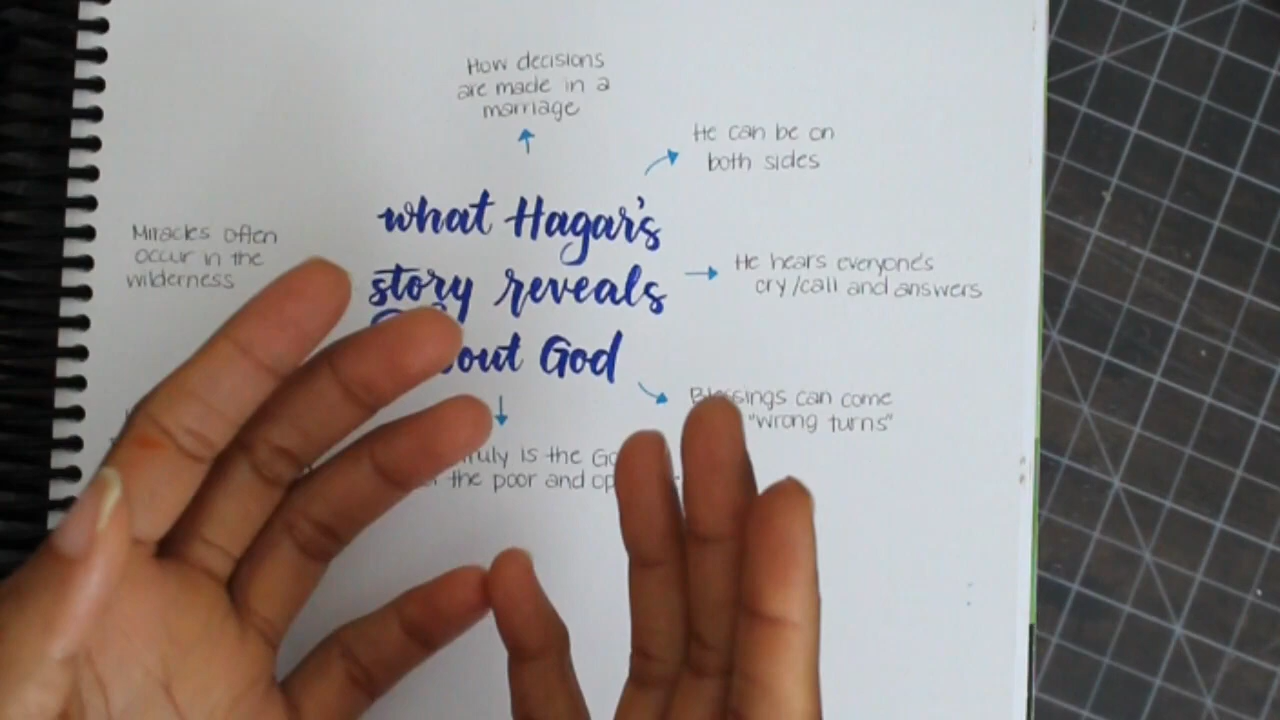 How decisions
are made in a
marriage
He can be on
both sides
what Hagar's
story reveals
God
Miracles often
occur in the
wilderness
He hears everyone's
cry/call and answers
Blessings can come
"wrong turns"
is the
the poor and